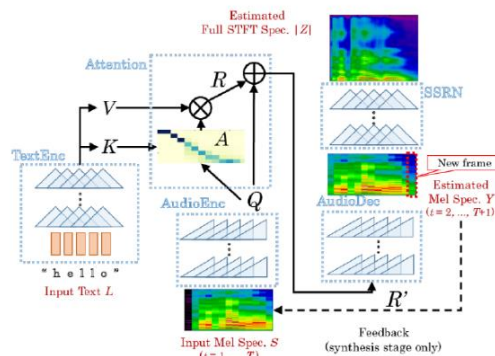 Estimated
Full STFT Spec. |Z|
Attention
R
SSRN
V
K
A
TextEnc
New frame
Q
Estimated
Mel Spec. Y
(t = 2, ..., T+1)
AudioEnc
AudioDec
"hello"
Input Text L
R'
Input Mel Spec. S
Feedback
(synthesis stage only)